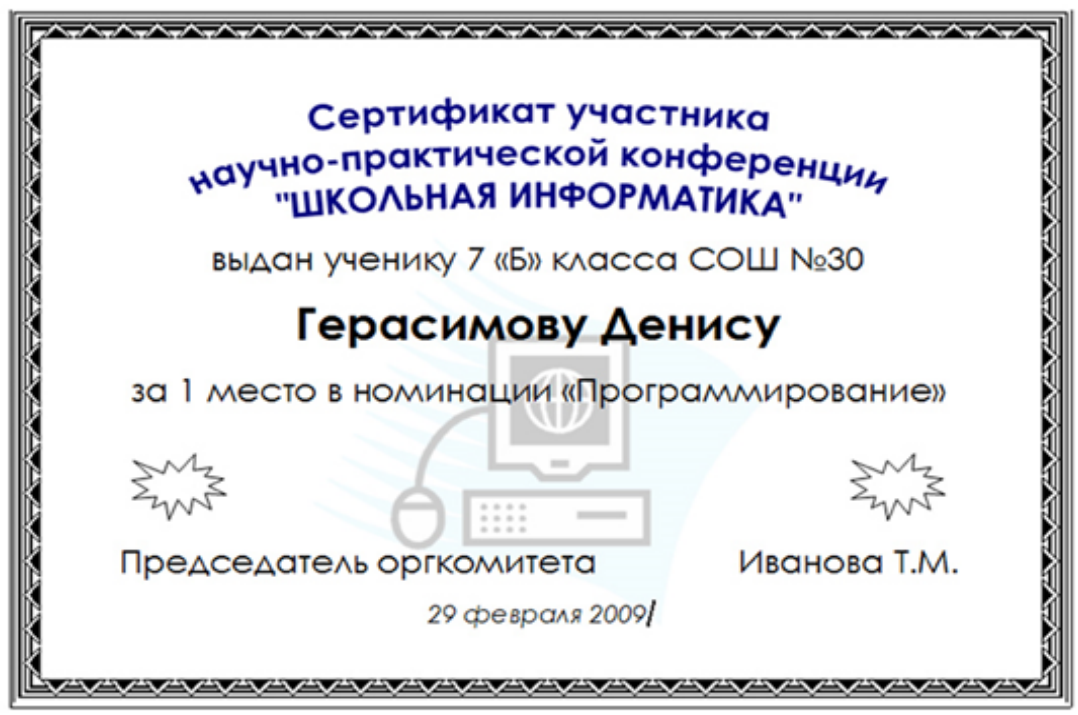 Сертификат участника
научно-практической конференции
"ШКОЛЬНАЯ ИНФОРМАТИКА"
выдан ученику 7 «Б» класса СОШ №30
Герасимову Денису
за 1 место в номинации «Программирование»
Председатель оргкомитета Иванова Т.М.
29 февраля 2009